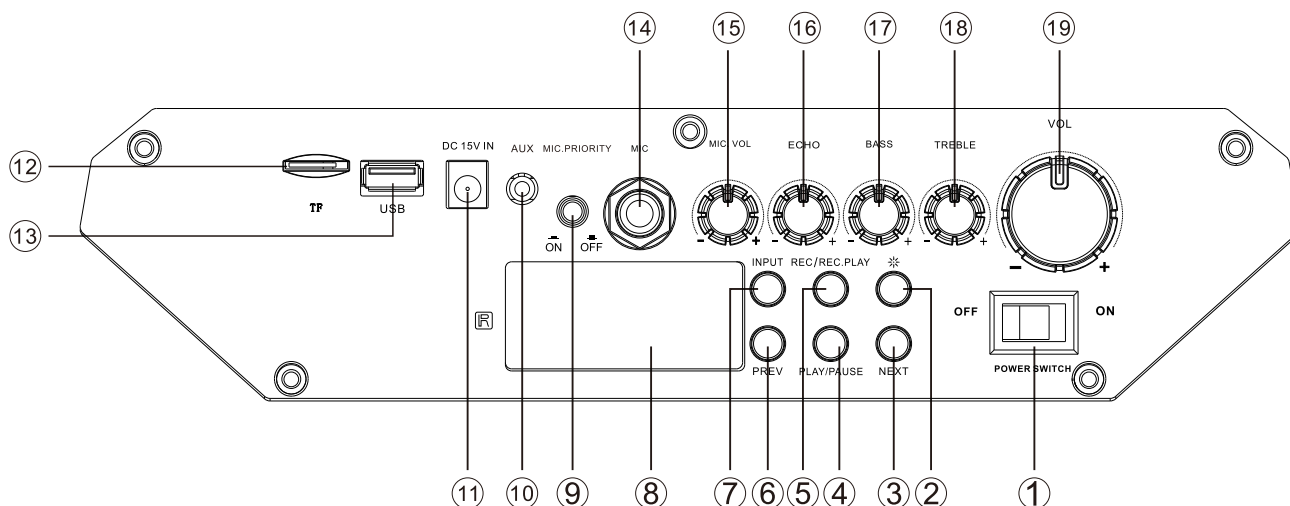 ⑭ ⑮ ⑯ ⑰ ⑱ ⑲
VOL
DC 15V IN AUX MIC.PRIORITY MIC MIC VOL ECHO BASS TREBLE
⑫
TF USB
⑬
ON OFF
- + - + - + - + - +
INPUT REC/REC.PLAY
OFF ON
IR
PREV PLAY/PAUSE NEXT POWER SWITCH
⑪ ⑩ ⑨ ⑧ ⑦ ⑥ ⑤ ④ ③ ② ①